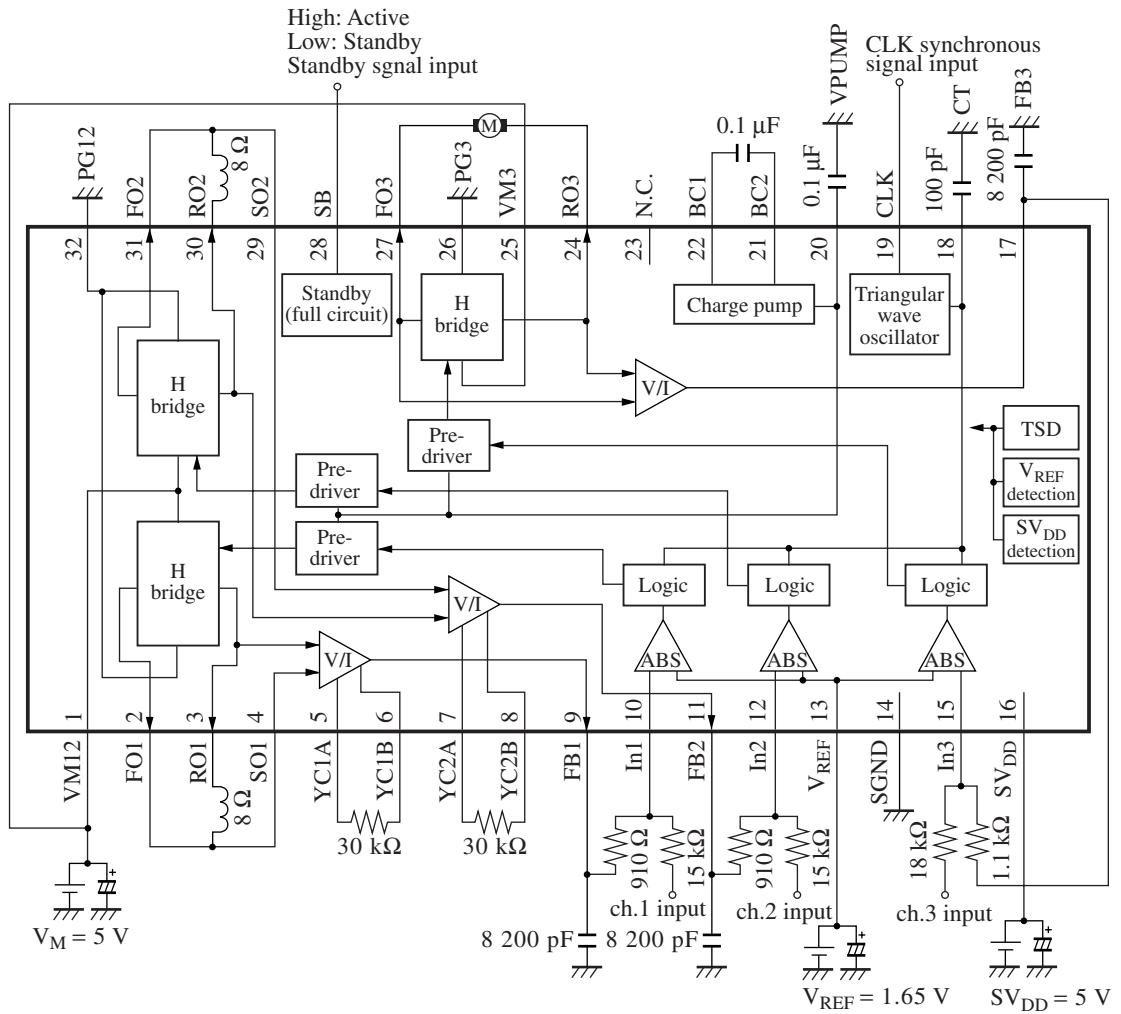 High: Active
Low: Standby
Standby sgnal input
CLK synchronous
signal input
VPUMP
CT
FB3
M
0.1 µF
0.1 µF
100 pF
8 200 pF
8 Ω
PG12
FO2
RO2
SO2
SB
FO3
PG3
VM3
RO3
N.C.
BC1
BC2
CLK
32
31
30
29
28
27
26
25
24
23
22
21
20
19
18
17
Standby
(full circuit)
H
bridge
Charge pump
Triangular
wave
oscillator
H
bridge
V/I
Pre-
driver
TSD
Pre-
driver
VREF
detection
Pre-
driver
SVDD
detection
H
bridge
Logic
Logic
Logic
V/I
V/I
ABS
ABS
ABS
1
2
3
4
5
6
7
8
9
10
11
12
13
14
15
16
VM12
FO1
RO1
SO1
YC1A
YC1B
YC2A
YC2B
FB1
In1
FB2
In2
VREF
SGND
In3
SVDD
8 Ω
30 kΩ
30 kΩ
910 Ω
15 kΩ
910 Ω
15 kΩ
18 kΩ
1.1 kΩ
ch.1 input
ch.2 input
ch.3 input
+
VM = 5 V
8 200 pF
8 200 pF
+
VREF = 1.65 V
+
SVDD = 5 V